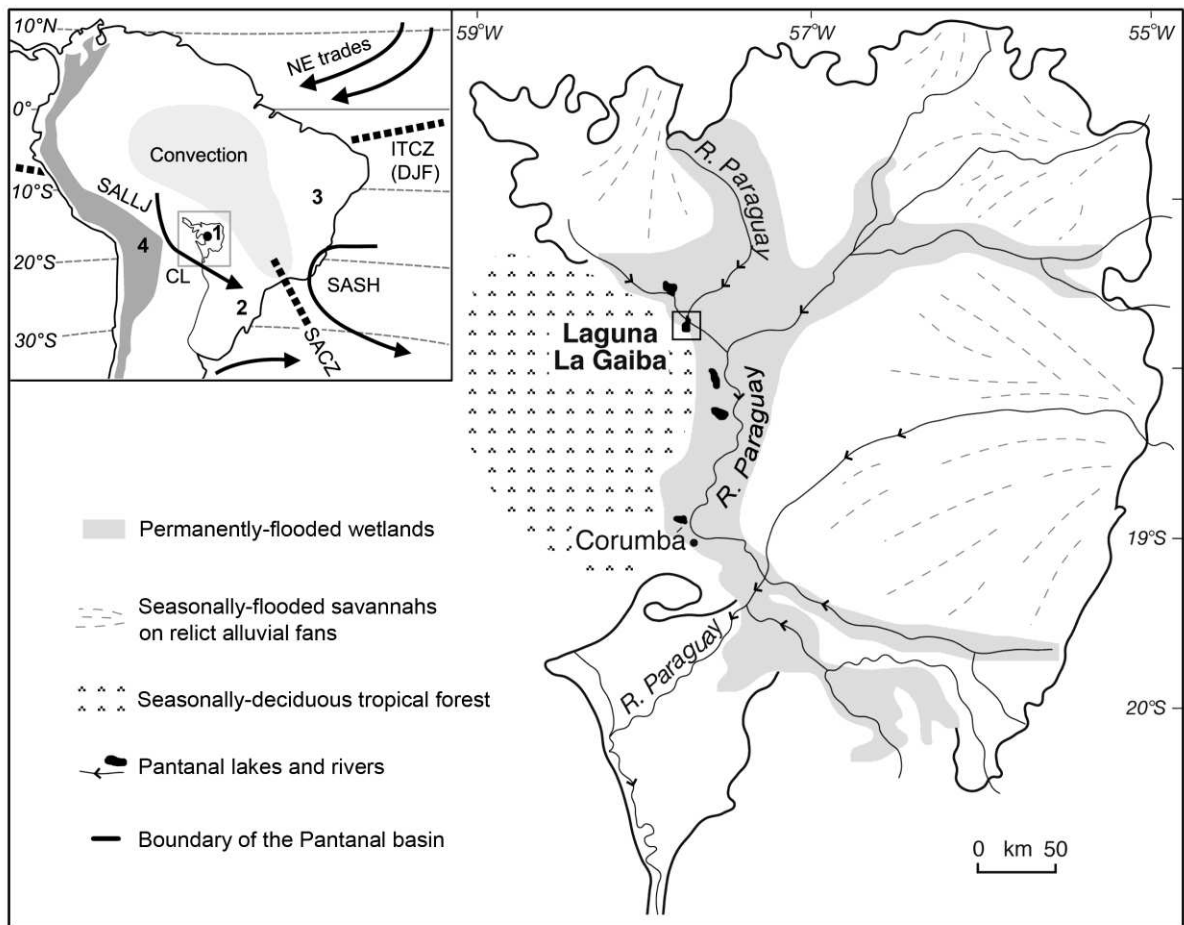 10°N
0°
10°S
20°S
30°S
NE trades
Convection
ITCZ
(DJF)
SALLJ
3
4
1
CL
2
SASH
SACZ
59°W
57°W
55°W
R. Paraguay
Laguna
La Gaiba
R. Paraguay
Corumbá
19°S
R. Paraguay
20°S
Permanently-flooded wetlands
Seasonally-flooded savannahs
on relict alluvial fans
Seasonally-deciduous tropical forest
Pantanal lakes and rivers
Boundary of the Pantanal basin
0 km 50